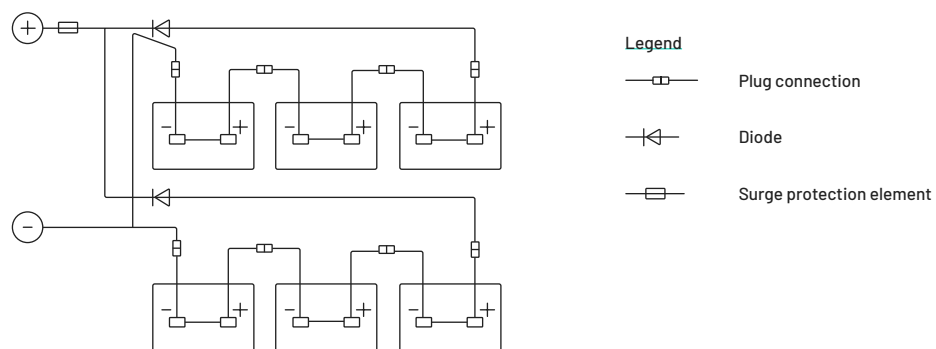 +
Legend
- +
- +
- +
Plug connection
Diode
Surge protection element
-
- +
- +
- +